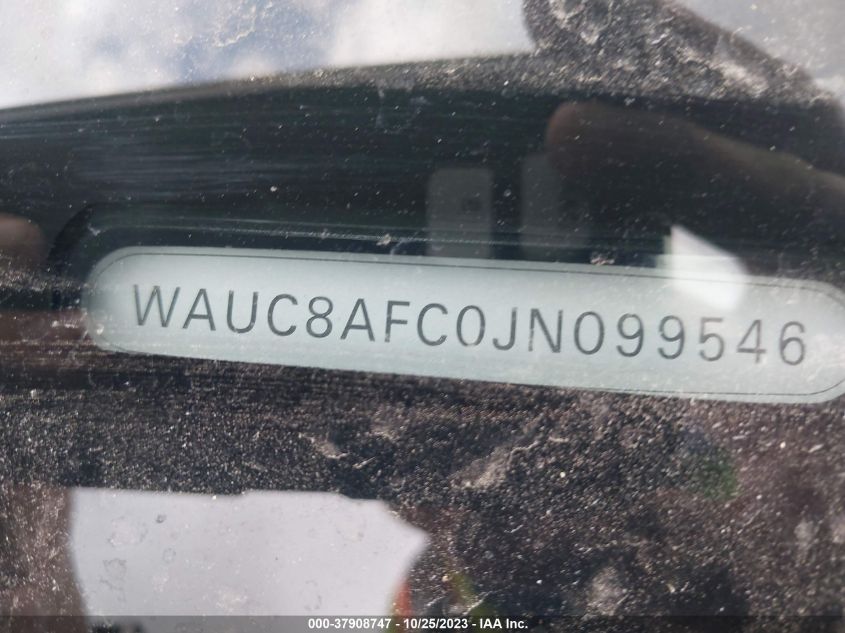 WAUC8AFC0JN099546
000-37908747 - 10/25/2023 - IAA Inc.